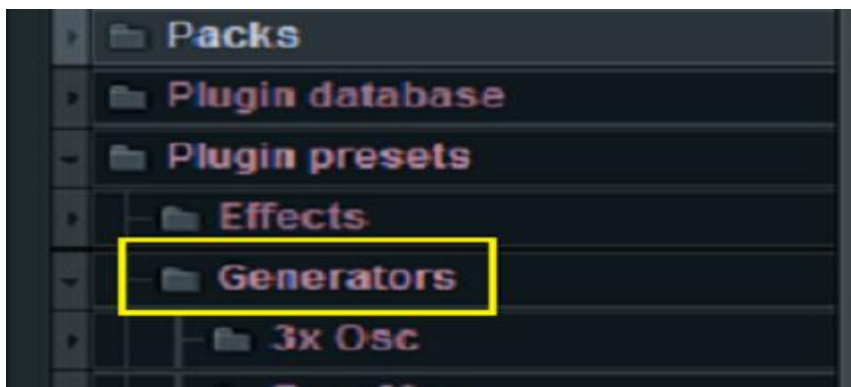 Packs
Plugin database
Plugin presets
Effects
Generators
3x Osc